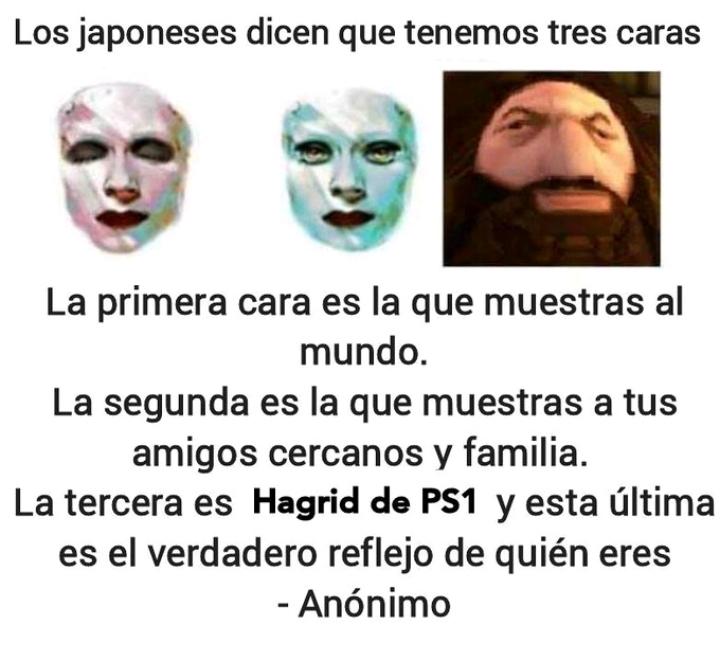 Los japoneses dicen que tenemos tres caras
La primera cara es la que muestras al
mundo.
La segunda es la que muestras a tus
amigos cercanos y familia.
La tercera es Hagrid de PS1 y esta última
es el verdadero reflejo de quién eres
- Anónimo